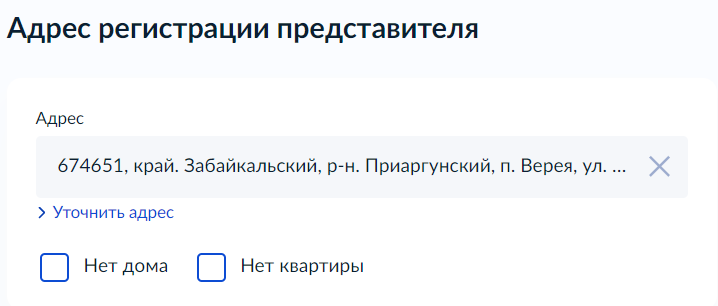 Адрес регистрации представителя
Адрес
674651, край. Забайкальский, р-н. Приаргунский, п. Верея, ул. ...
Уточнить адрес
Нет дома
Нет квартиры